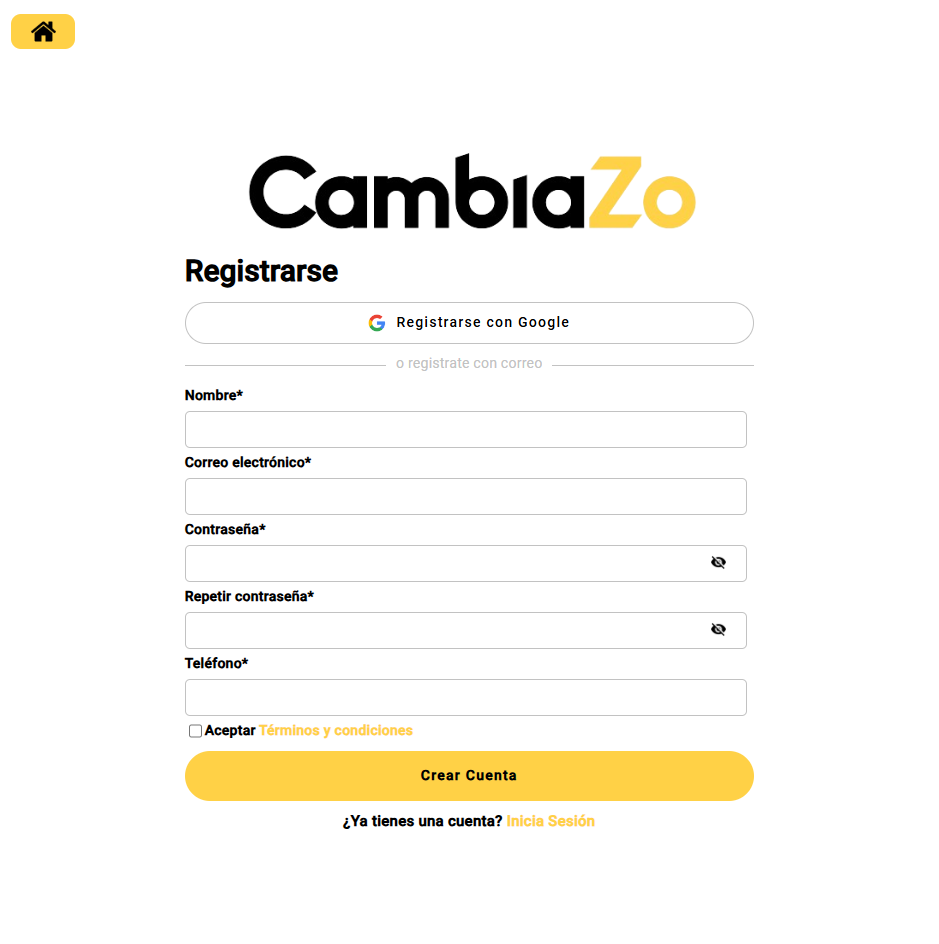 CambiaZo
Registrarse
Registrarse con Google
o registrate con correo
Nombre*
Correo electrónico*
Contraseña*
Repetir contraseña*
Teléfono*
Aceptar Términos y condiciones
Crear Cuenta
¿Ya tienes una cuenta? Inicia Sesión